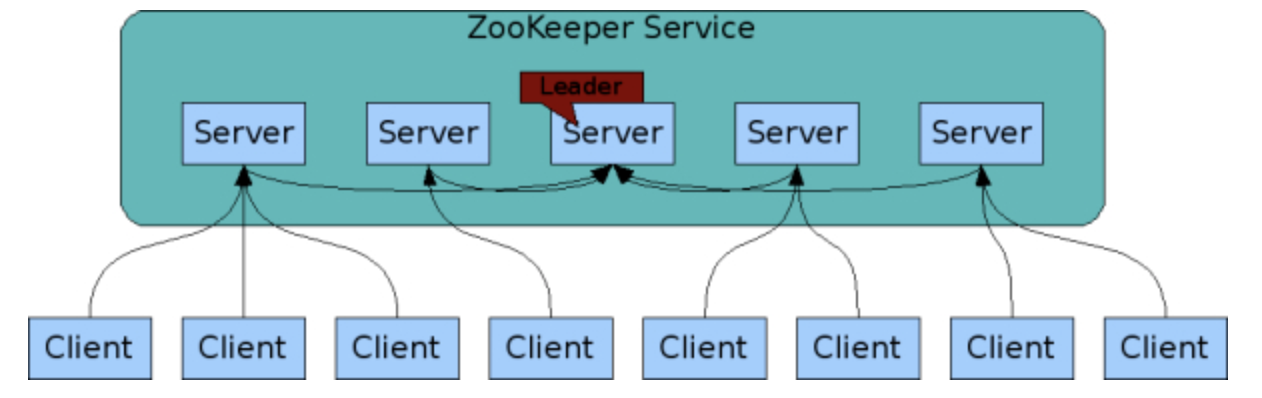 ZooKeeper Service
Leader
Server Server Server Server Server
Client Client Client Client Client Client Client Client